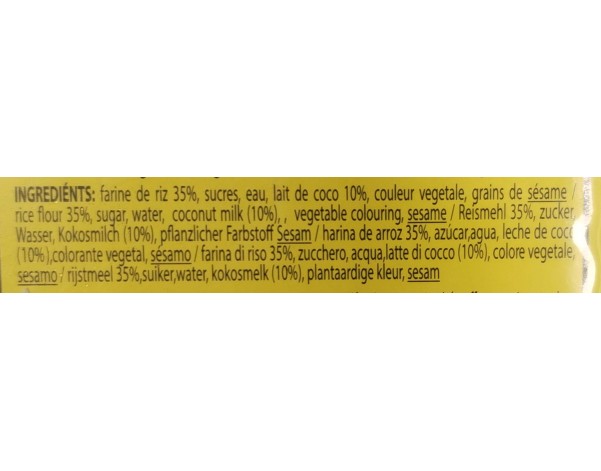 INGREDIÉNTS: farine de riz 35%, sucres, eau, lait de coco 10%, couleur vegetale, grains de sésame /
rice flour 35%, sugar, water, coconut milk (10%), , vegetable colouring, sesame / Reismehl 35%, zucker,
Wasser, Kokosmilch (10%), pflanzlicher Farbstoff Sesam / harina de arroz 35%, azúcar,agua, leche de coco
(10%),colorante vegetal, sésamo / farina di riso 35%, zucchero, acqua,latte di cocco (10%), colore vegetale,
sesamo / rijstmeel 35%,suiker,water, kokosmelk (10%), plantaardige kleur, sesam